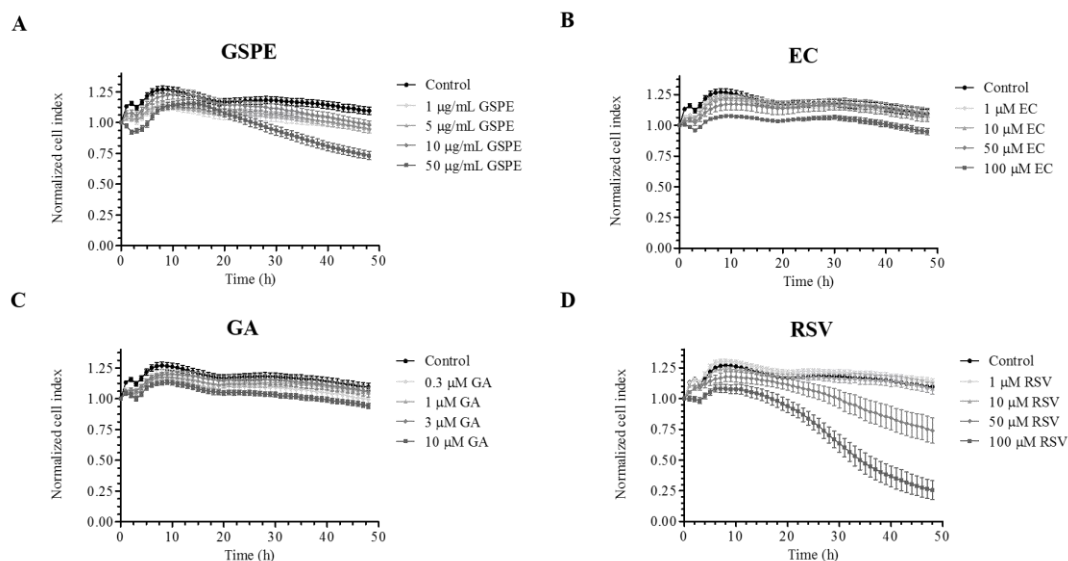 A
GSPE
Normalized cell index
1.25
1.00
0.75
0.50
0.25
0.00
0 10 20 30 40 50
Time (h)
Control
1 µg/mL GSPE
5 µg/mL GSPE
10 µg/mL GSPE
50 µg/mL GSPE
B
EC
Normalized cell index
1.25
1.00
0.75
0.50
0.25
0.00
0 10 20 30 40 50
Time (h)
Control
1 µM EC
10 µM EC
50 µM EC
100 µM EC
C
GA
Normalized cell index
1.25
1.00
0.75
0.50
0.25
0.00
0 10 20 30 40 50
Time (h)
Control
0.3 µM GA
1 µM GA
3 µM GA
10 µM GA
D
RSV
Normalized cell index
1.25
1.00
0.75
0.50
0.25
0.00
0 10 20 30 40 50
Time (h)
Control
1 µM RSV
10 µM RSV
50 µM RSV
100 µM RSV